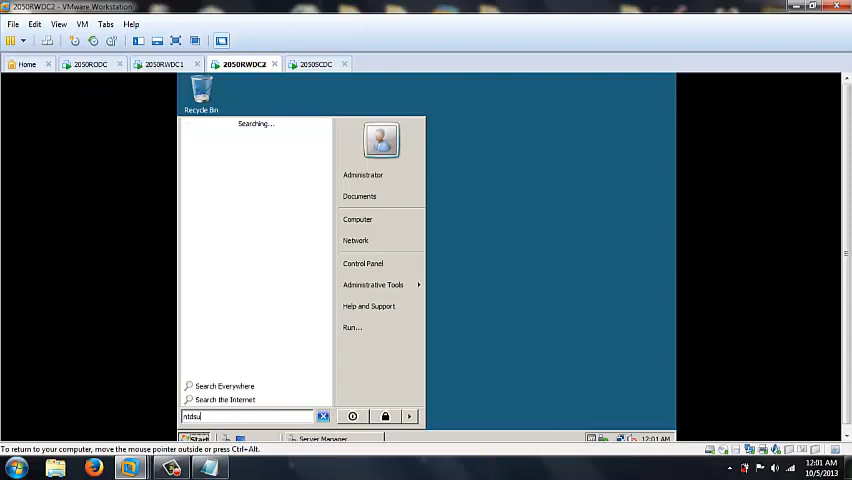 2050RWDC2 - VMware Workstation
File Edit View VM Tabs Help
Home 2050RODC 2050RWDC1 2050RWDC2 2050SCDC
Recycle Bin
Searching...
Administrator
Documents
Computer
Network
Control Panel
Administrative Tools
Help and Support
Run...
Search Everywhere
Search the Internet
ntdsu
Start Server Manager 12:01 AM
To return to your computer, move the mouse pointer outside or press Ctrl+Alt.
12:01 AM
10/5/2013